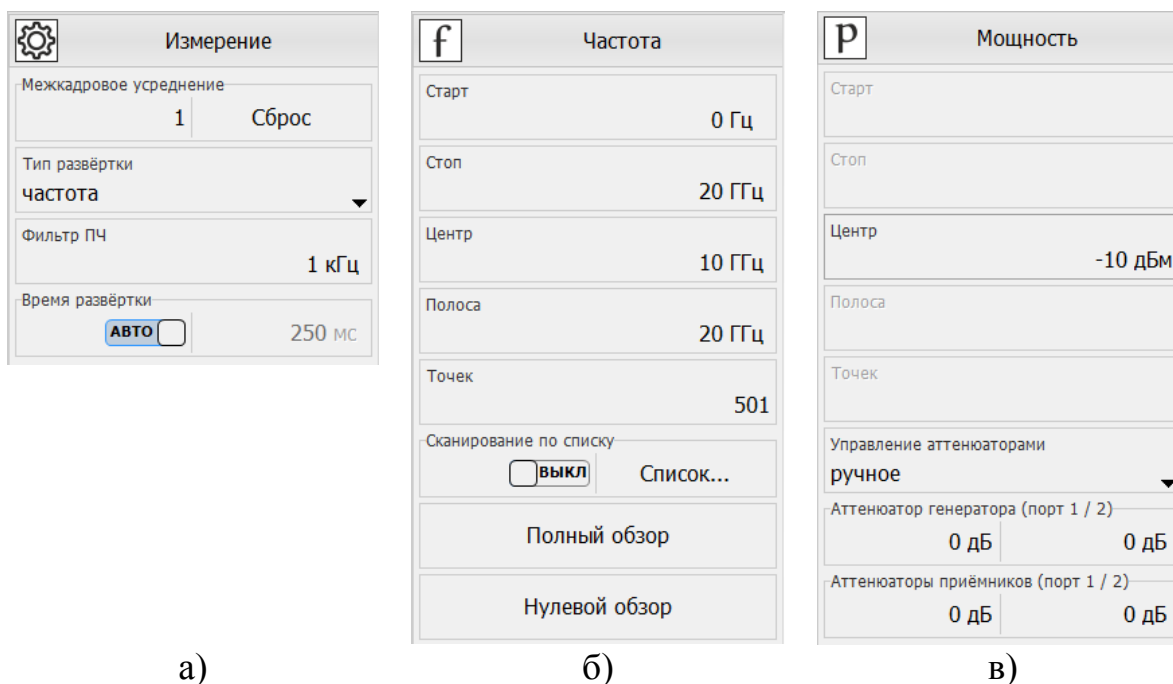 Измерение
Межкадровое усреднение
1 Сброс
Тип развёртки
частота
Фильтр ПЧ
1 кГц
Время развёртки
АВТО 250 мс
а)
f Частота
Старт
0 Гц
Стоп
20 ГГц
Центр
10 ГГц
Полоса
20 ГГц
Точек
501
Сканирование по списку
ВЫКЛ Список...
Полный обзор
Нулевой обзор
б)
p Мощность
Старт
Стоп
Центр
-10 дБм
Полоса
Точек
Управление аттенюаторами
ручное
Аттенюатор генератора (порт 1 / 2)
0 дБ 0 дБ
Аттенюаторы приёмников (порт 1 / 2)
0 дБ 0 дБ
в)